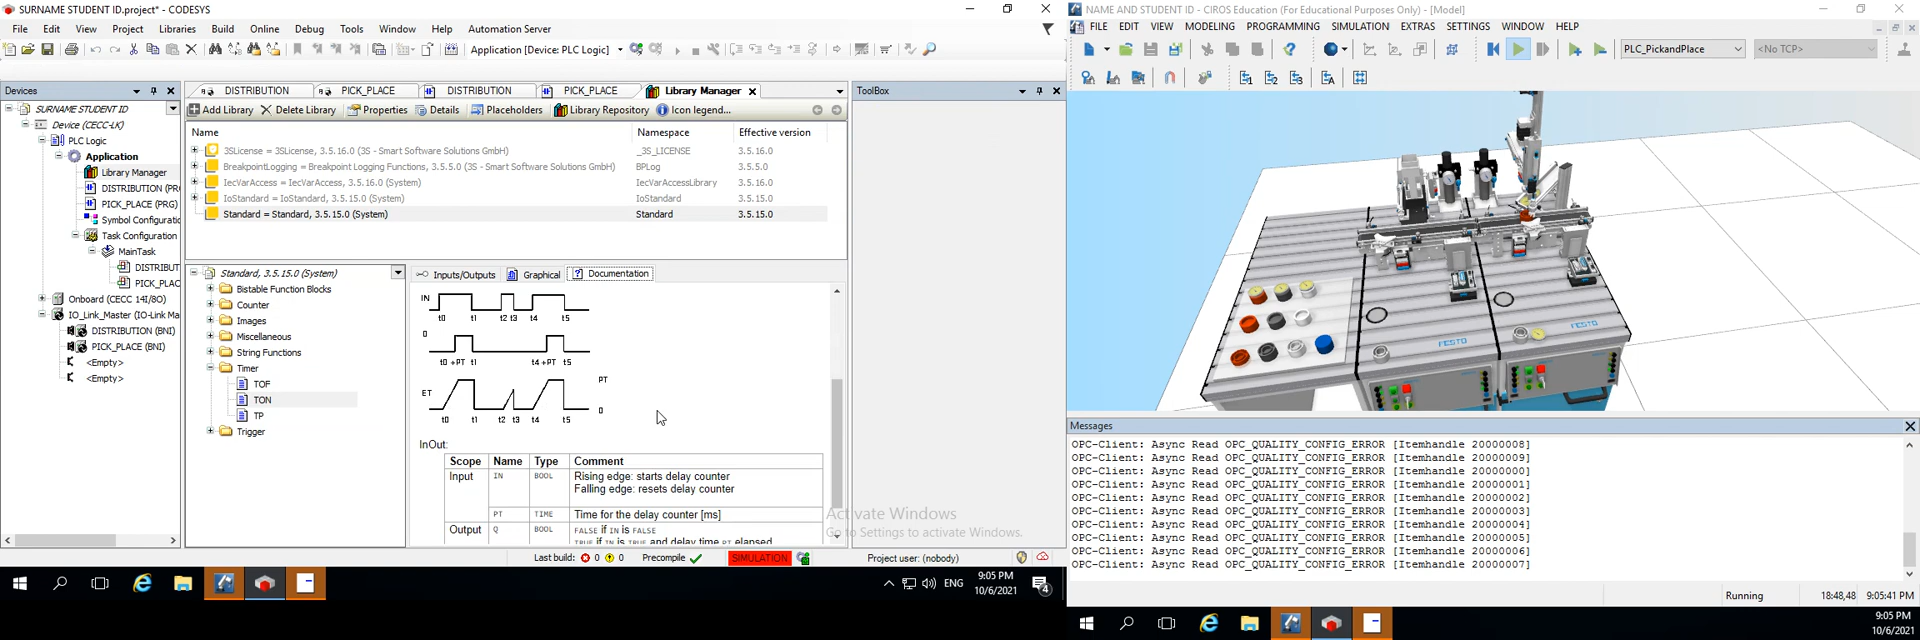 SURNAME STUDENT ID.project* - CODESYS
File Edit View Project Libraries Build Online Debug Tools Window Help Automation Server
Application [Device: PLC Logic]
Devices
SURNAME STUDENT ID
Device (CECC-LK)
PLC Logic
Application
Library Manager
DISTRIBUTION (PR
PICK_PLACE (PRG)
Symbol Configuratio
Task Configuration
MainTask
DISTRIBUT
PICK_PLAC
Onboard (CECC 14I/8O)
IO_Link_Master (IO-Link Ma
DISTRIBUTION (BNI)
PICK_PLACE (BNI)
<Empty>
<Empty>
DISTRIBUTION PICK_PLACE DISTRIBUTION PICK_PLACE Library Manager
Add Library Delete Library Properties Details Placeholders Library Repository Icon legend...
Name Namespace Effective version
3SLicense = 3SLicense, 3.5.16.0 (3S - Smart Software Solutions GmbH) _3S_LICENSE 3.5.16.0
BreakpointLogging = Breakpoint Logging Functions, 3.5.5.0 (3S - Smart Software Solutions GmbH) BPLog 3.5.5.0
IecVarAccess = IecVarAccess, 3.5.16.0 (System) IecVarAccessLibrary 3.5.16.0
IoStandard = IoStandard, 3.5.15.0 (System) IoStandard 3.5.15.0
Standard = Standard, 3.5.15.0 (System) Standard 3.5.15.0
Standard, 3.5.15.0 (System)
Bistable Function Blocks
Counter
Images
Miscellaneous
String Functions
Timer
TOF
TON
TP
Trigger
Inputs/Outputs Graphical Documentation
IN
t0 t1 t2 t3 t4 t5
Q
t0 +PT t1 t4 +PT t5
PT
ET
0
t0 t1 t2 t3 t4 t5
InOut:
Scope Name Type Comment
Input IN BOOL Rising edge: starts delay counter
Falling edge: resets delay counter
PT TIME Time for the delay counter [ms]
Output Q BOOL FALSE if IN is FALSE
TRUE if IN is TRUE and delay time PT elapsed
ToolBox
Activate Windows
Go to Settings to activate Windows.
Last build: 0 0 Precompile SIMULATION Project user: (nobody)
ENG 9:05 PM
10/6/2021
4
NAME AND STUDENT ID - CIROS Education (For Educational Purposes Only) - [Model]
FILE EDIT VIEW MODELING PROGRAMMING SIMULATION EXTRAS SETTINGS WINDOW HELP
PLC_PickandPlace <No TCP>
FESTO
FESTO
Messages
OPC-Client: Async Read OPC_QUALITY_CONFIG_ERROR [Itemhandle 20000008]
OPC-Client: Async Read OPC_QUALITY_CONFIG_ERROR [Itemhandle 20000009]
OPC-Client: Async Read OPC_QUALITY_CONFIG_ERROR [Itemhandle 20000000]
OPC-Client: Async Read OPC_QUALITY_CONFIG_ERROR [Itemhandle 20000001]
OPC-Client: Async Read OPC_QUALITY_CONFIG_ERROR [Itemhandle 20000002]
OPC-Client: Async Read OPC_QUALITY_CONFIG_ERROR [Itemhandle 20000003]
OPC-Client: Async Read OPC_QUALITY_CONFIG_ERROR [Itemhandle 20000004]
OPC-Client: Async Read OPC_QUALITY_CONFIG_ERROR [Itemhandle 20000005]
OPC-Client: Async Read OPC_QUALITY_CONFIG_ERROR [Itemhandle 20000006]
OPC-Client: Async Read OPC_QUALITY_CONFIG_ERROR [Itemhandle 20000007]
Running 18:48,48 9:05:41 PM
9:05 PM
10/6/2021